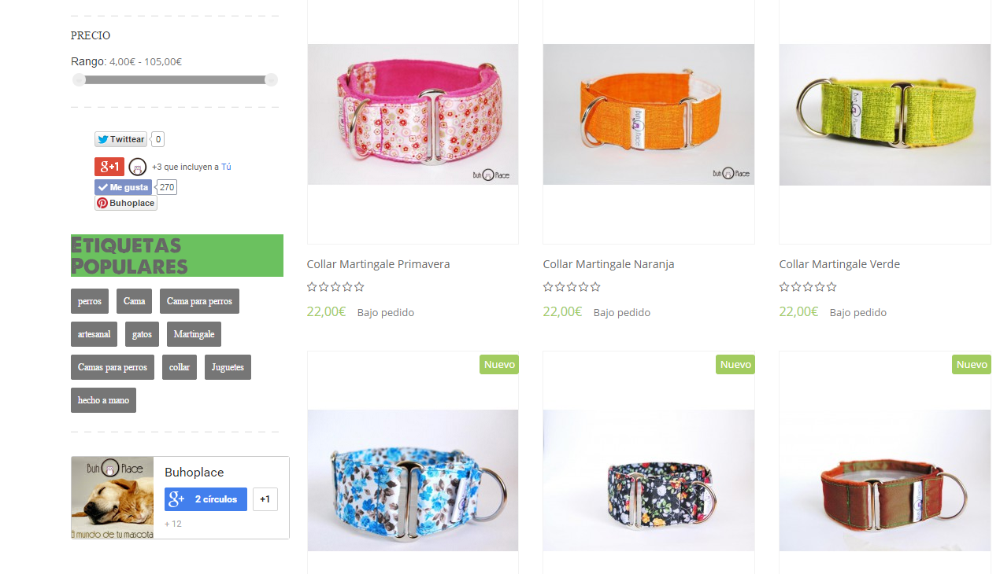 PRECIO
Rango: 4,00€ - 105,00€
Twittear 0
g+ +1 +3 que incluyen a Tú
Me gusta 270
Buhoplace
Etiquetas
Populares
perros Cama Cama para perros
artesanal gatos Martingale
Camas para perros collar Juguetes
hecho a mano
Buh Place
El mundo de tu mascota
Buhoplace
g+ 2 círculos +1
+ 12
Buh Place
Buh Place
Collar Martingale Primavera
22,00€ Bajo pedido
Collar Martingale Naranja
22,00€ Bajo pedido
Collar Martingale Verde
22,00€ Bajo pedido
Nuevo
Nuevo
Nuevo